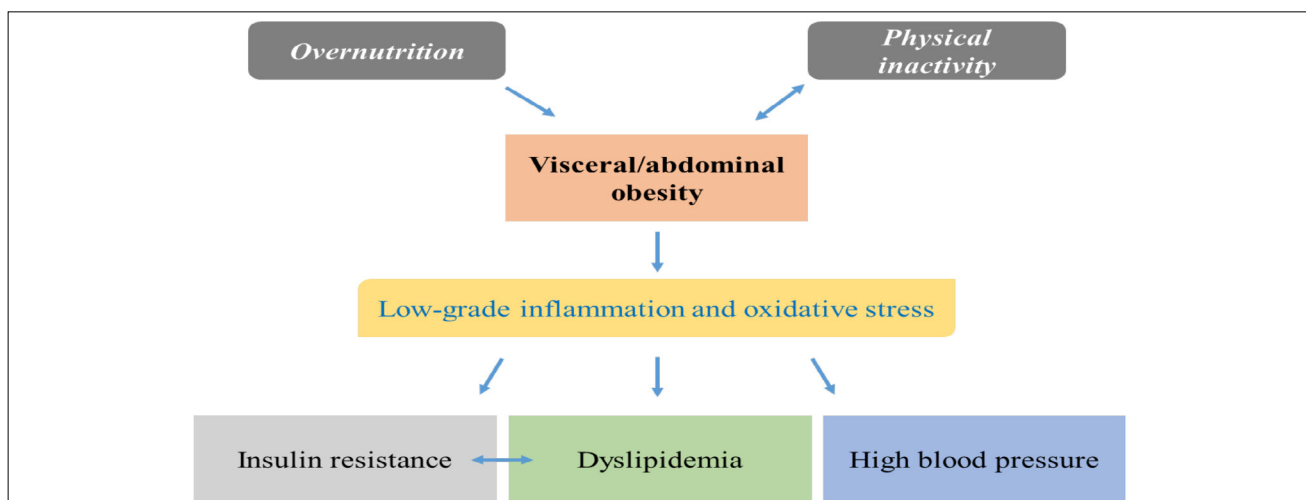 Overnutrition
Physical
inactivity
Visceral/abdominal
obesity
Low-grade inflammation and oxidative stress
Insulin resistance
Dyslipidemia
High blood pressure